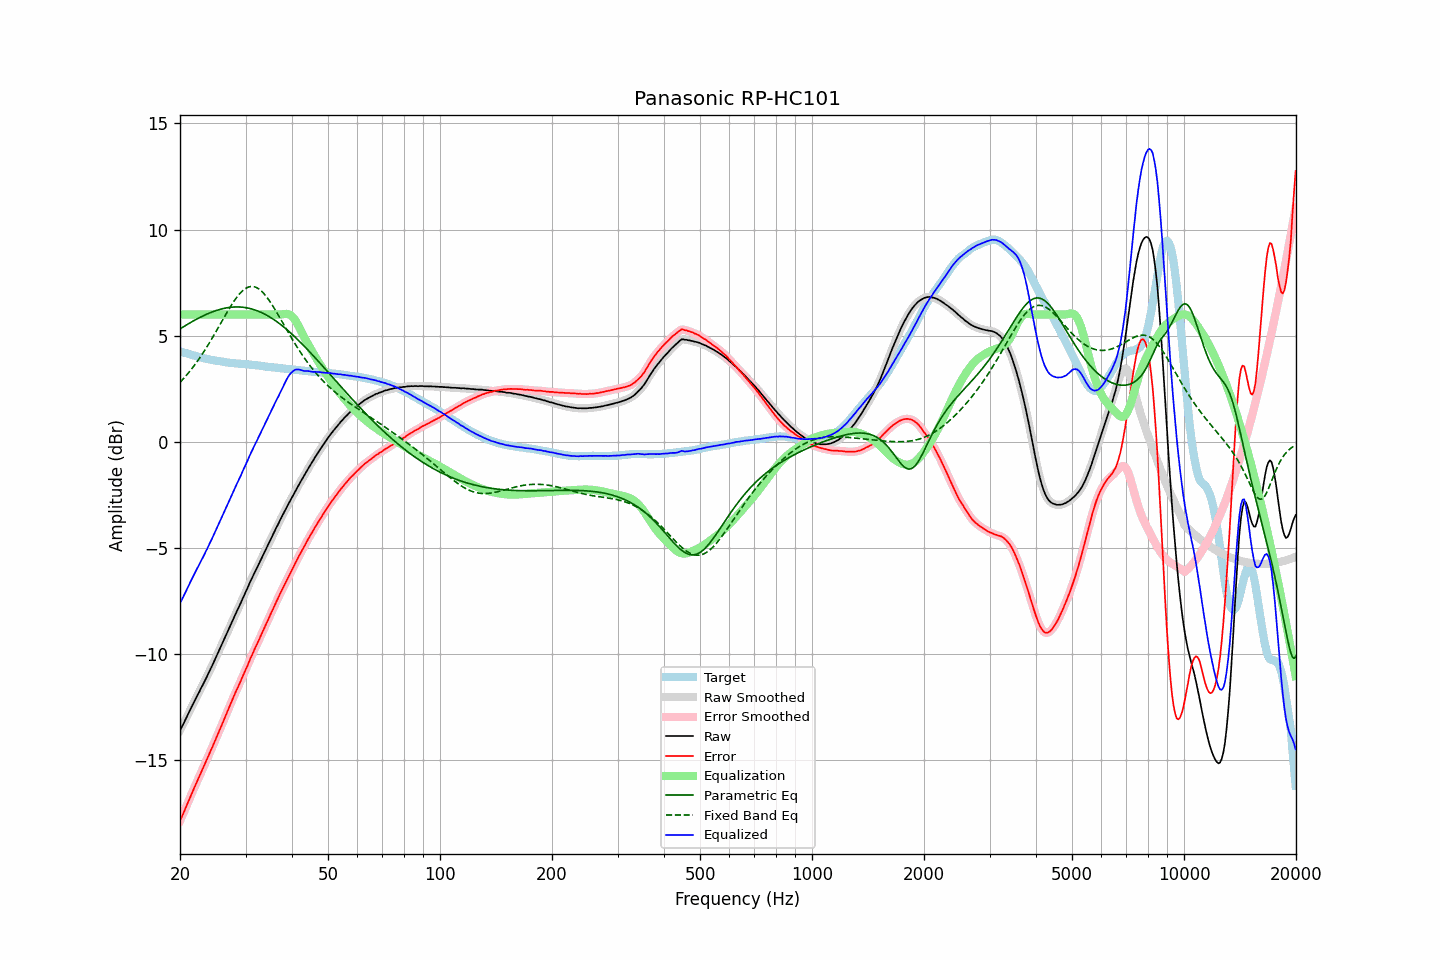 Panasonic RP-HC101
Amplitude (dBr)
15
10
5
0
−5
−10
−15
Target
Raw Smoothed
Error Smoothed
Raw
Error
Equalization
Parametric Eq
Fixed Band Eq
Equalized
20 50 100 200 500 1000 2000 5000 10000 20000
Frequency (Hz)